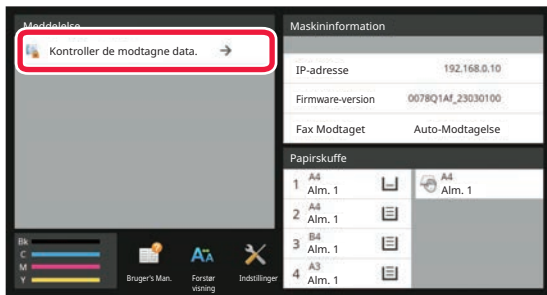 Meddelelse
Kontroller de modtagne data.
Maskininformation
IP-adresse 192.168.0.10
Firmware-version 0078Q1Af_23030100
Fax Modtaget Auto-Modtagelse
Papirskuffe
1 A4
Alm. 1
A4
Alm. 1
2 A4
Alm. 1
3 B4
Alm. 1
4 A3
Alm. 1
Bk
C
M
Y
Bruger's Man.
Forstør
visning
Indstillinger